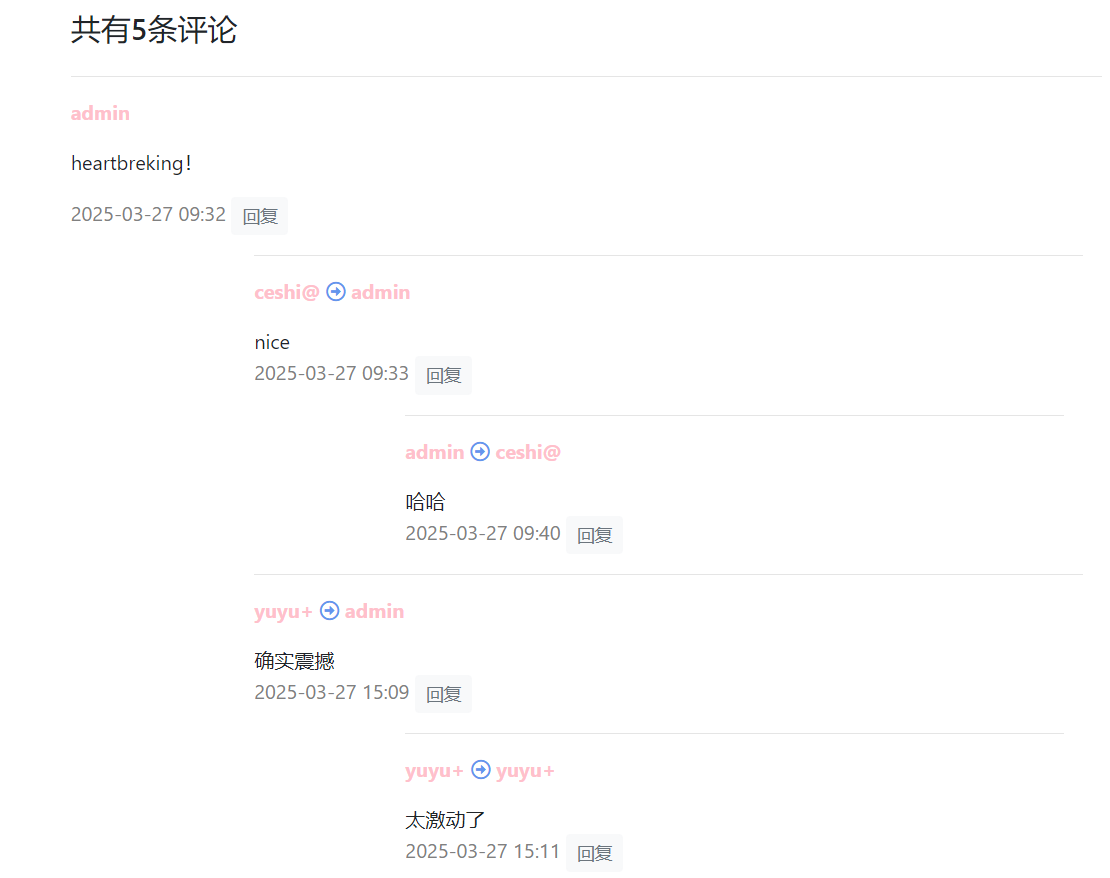 共有5条评论
admin
heartbreking！
2025-03-27 09:32 回复
ceshi@ admin
nice
2025-03-27 09:33 回复
admin ceshi@
哈哈
2025-03-27 09:40 回复
yuyu+ admin
确实震撼
2025-03-27 15:09 回复
yuyu+ yuyu+
太激动了
2025-03-27 15:11 回复